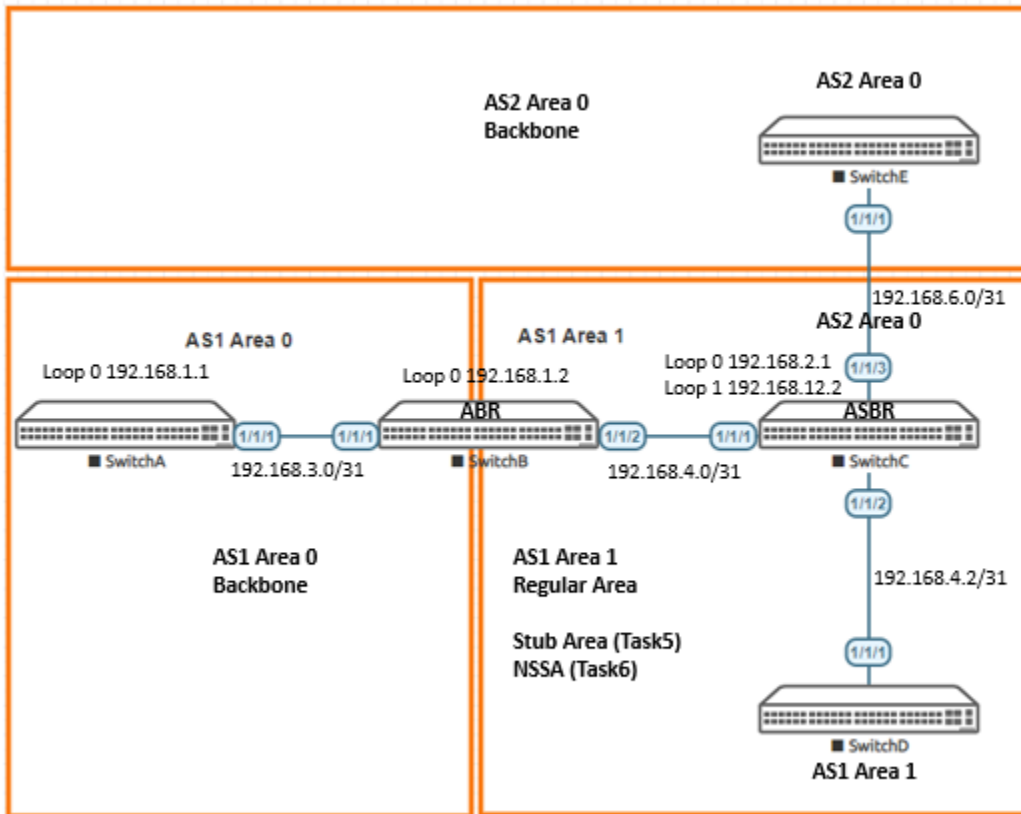 AS2 Area 0
AS2 Area 0
Backbone
SwitchE
1/1/1
192.168.6.0/31
AS2 Area 0
AS1 Area 0
AS1 Area 1
Loop 0 192.168.1.1
Loop 0 192.168.1.2
Loop 0 192.168.2.1
Loop 1 192.168.12.2
1/1/3
ABR
ASBR
1/1/1
1/1/1
1/1/2
1/1/1
SwitchA
SwitchB
SwitchC
192.168.3.0/31
192.168.4.0/31
1/1/2
AS1 Area 0
Backbone
AS1 Area 1
Regular Area
192.168.4.2/31
Stub Area (Task5)
NSSA (Task6)
1/1/1
SwitchD
AS1 Area 1